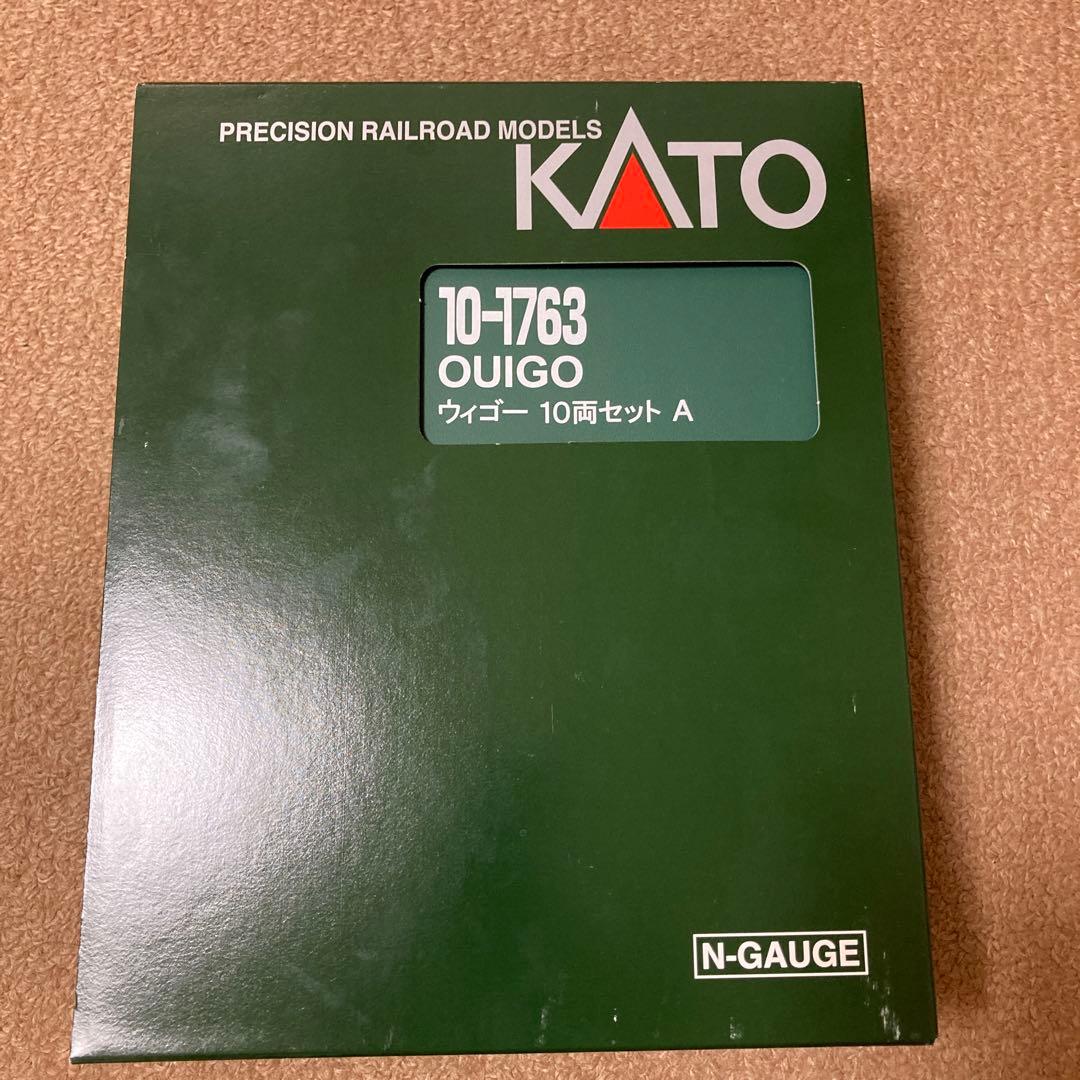 PRECISION RAILROAD MODELS
KATO
10-1763
OUIGO
ウィゴー 10両セット A
N-GAUGE